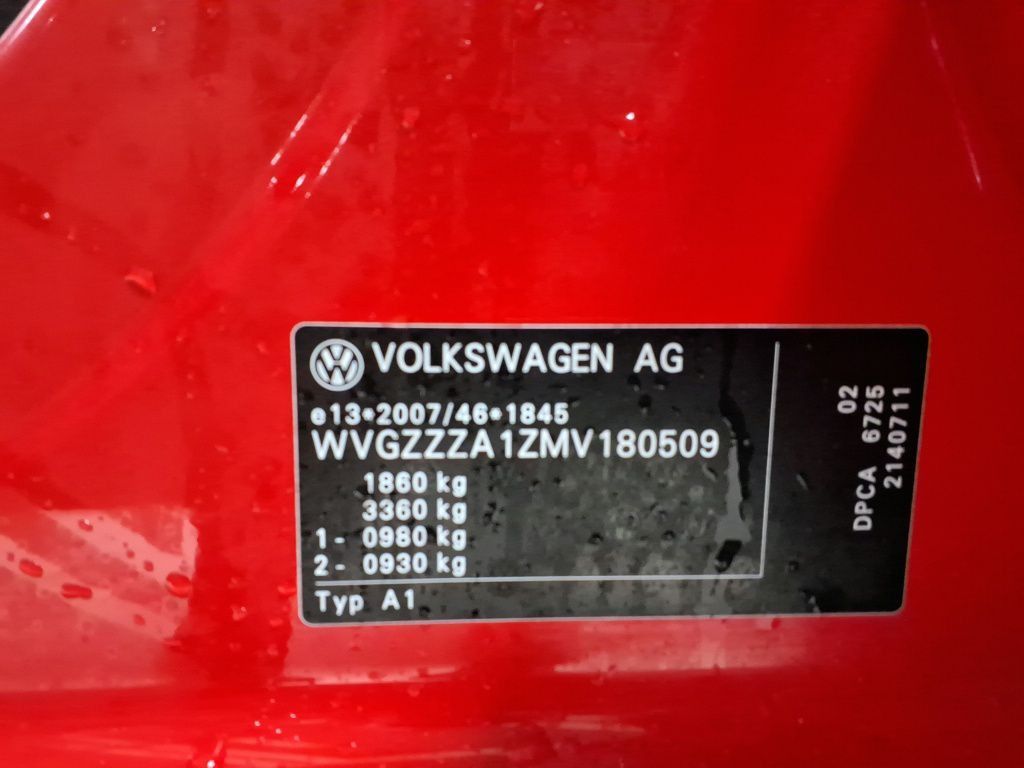 VOLKSWAGEN AG
e13*2007/46*1845
WVGZZZA1ZMV180509
1860 kg
3360 kg
1- 0980 kg
2- 0930 kg
Typ A1
02
DPCA 6725
2140711